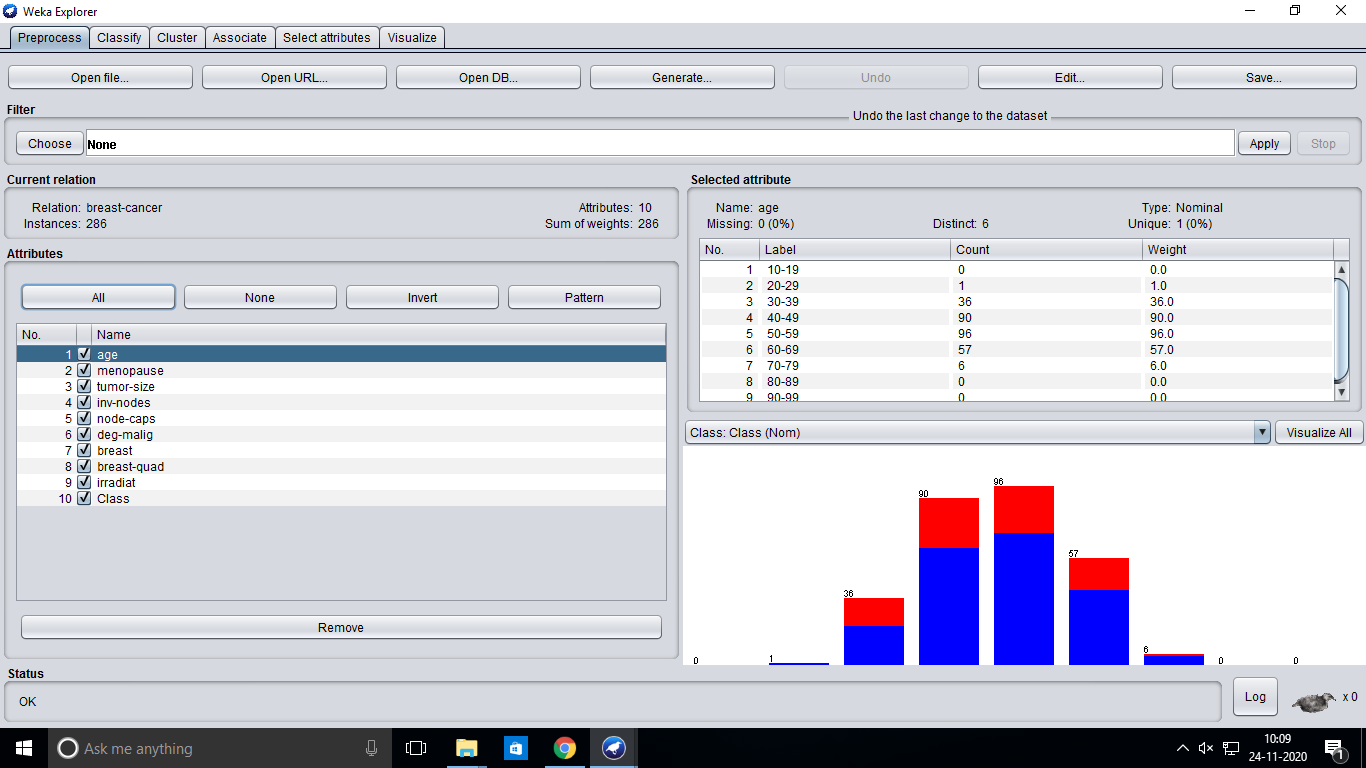 Weka Explorer
Preprocess Classify Cluster Associate Select attributes Visualize
Open file... Open URL... Open DB... Generate... Undo Edit... Save...
Filter
Undo the last change to the dataset
Choose None Apply Stop
Current relation
Relation: breast-cancer Attributes: 10
Instances: 286 Sum of weights: 286
Attributes
All None Invert Pattern
No. Name
1 age
2 menopause
3 tumor-size
4 inv-nodes
5 node-caps
6 deg-malig
7 breast
8 breast-quad
9 irradiat
10 Class
Remove
Selected attribute
Name: age Type: Nominal
Missing: 0 (0%) Distinct: 6 Unique: 1 (0%)
No. Label Count Weight
1 10-19 0 0.0
2 20-29 1 1.0
3 30-39 36 36.0
4 40-49 90 90.0
5 50-59 96 96.0
6 60-69 57 57.0
7 70-79 6 6.0
8 80-89 0 0.0
9 90-99 0 0.0
Class: Class (Nom) Visualize All
0 1 36 90 96 57 6 0 0
Status
OK
Log x 0
Ask me anything
10:09
24-11-2020
1